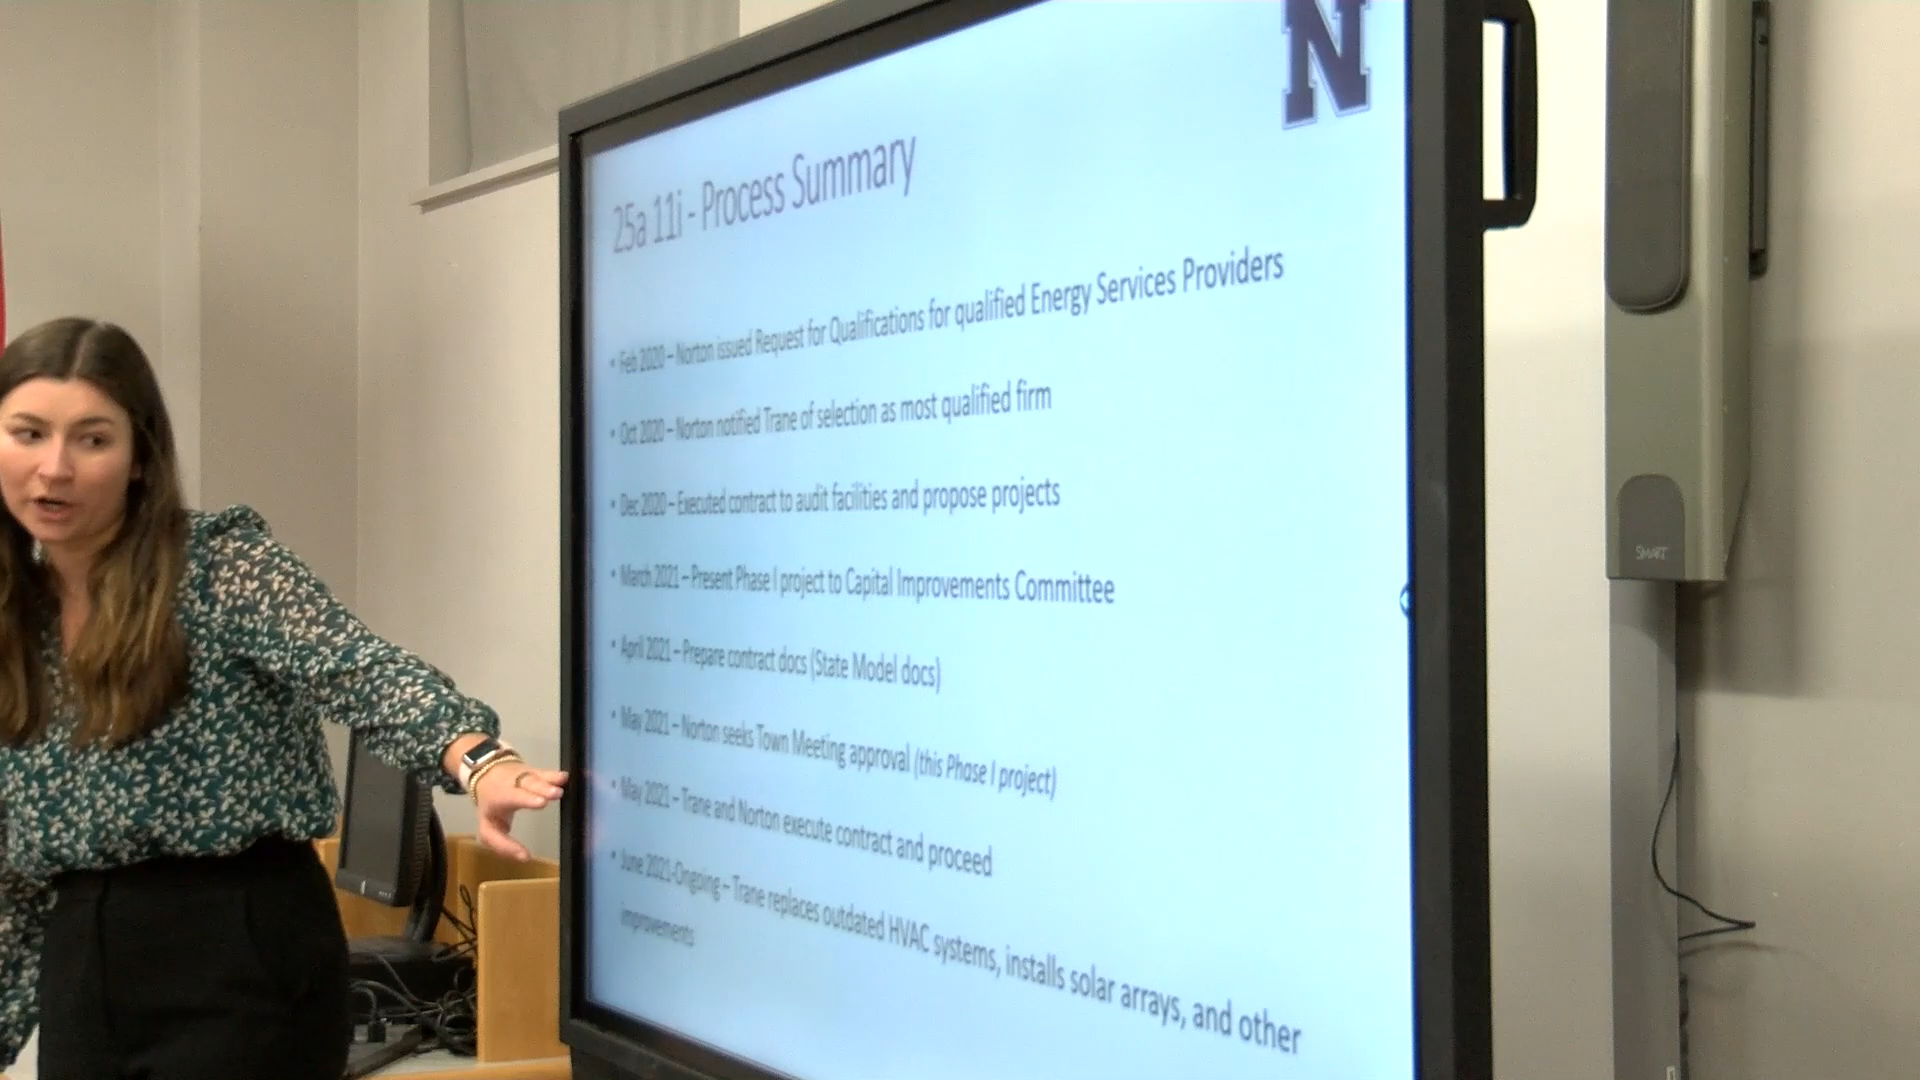 N
25a 11i - Process Summary
• Feb 2020 – Norton issued Request for Qualifications for qualified Energy Services Providers
• Oct 2020 – Norton notified Trane of selection as most qualified firm
• Dec 2020 – Executed contract to audit facilities and propose projects
• March 2021 – Present Phase I project to Capital Improvements Committee
• April 2021 – Prepare contract docs (State Model docs)
• May 2021 – Norton seeks Town Meeting approval (this Phase I project)
• May 2021 – Trane and Norton execute contract and proceed
• June 2021-Ongoing – Trane replaces outdated HVAC systems, installs solar arrays, and other
improvements
SMART